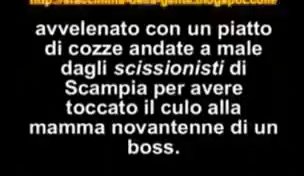 avvelenato con un piatto
di cozze andate a male
dagli scissionisti di
Scampia per avere
toccato il culo alla
mamma novantenne di un
boss.